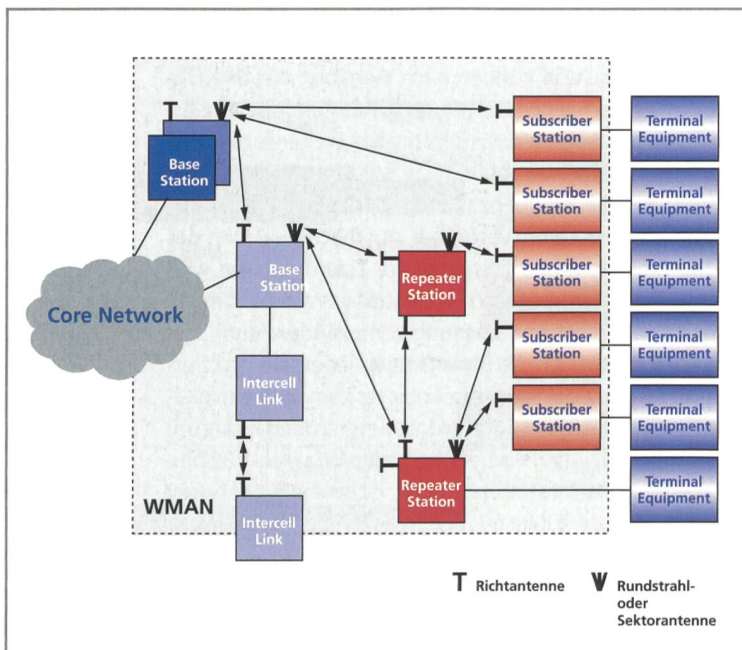 Base
Station
Subscriber
Station
Terminal
Equipment
Subscriber
Station
Terminal
Equipment
Base
Station
Repeater
Station
Subscriber
Station
Terminal
Equipment
Core Network
Subscriber
Station
Terminal
Equipment
Intercell
Link
Subscriber
Station
Terminal
Equipment
Repeater
Station
Terminal
Equipment
WMAN
Intercell
Link
Richtantenne
Rundstrahl-
oder
Sektorantenne